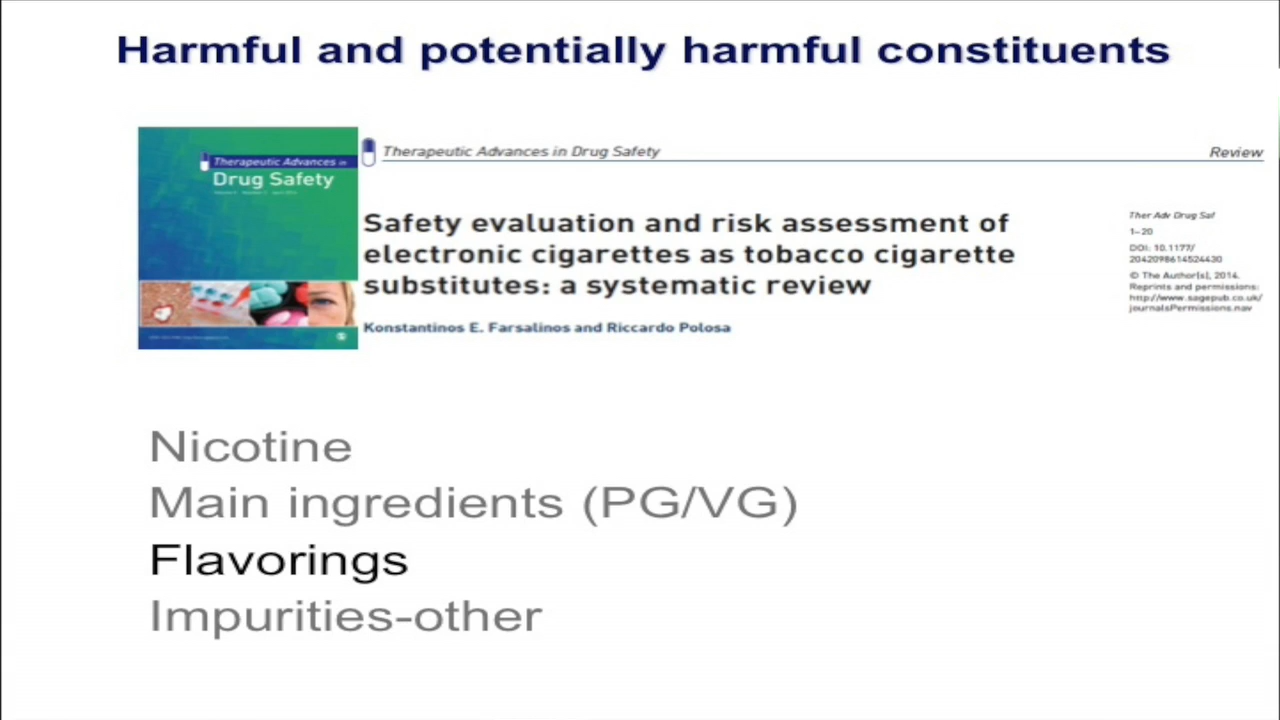 Harmful and potentially harmful constituents
Therapeutic Advances in
Drug Safety
Therapeutic Advances in Drug Safety
Review
Safety evaluation and risk assessment of
electronic cigarettes as tobacco cigarette
substitutes: a systematic review
Konstantinos E. Farsalinos and Riccardo Polosa
Ther Adv Drug Saf
1–20
DOI: 10.1177/
2042098614524430
© The Author(s), 2014.
Reprints and permissions:
http://www.sagepub.co.uk/
journalsPermissions.nav
Nicotine
Main ingredients (PG/VG)
Flavorings
Impurities-other